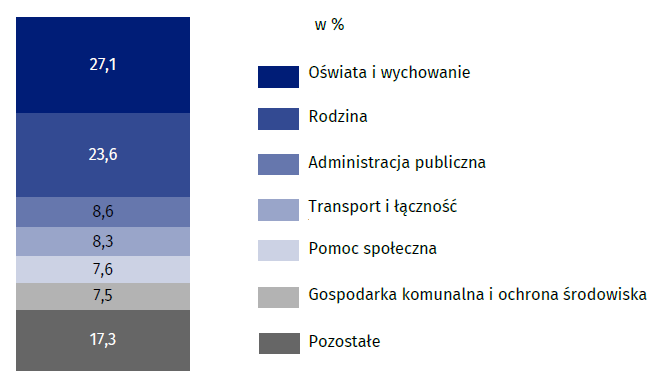 w %
27,1
Oświata i wychowanie
23,6
Rodzina
Administracja publiczna
8,6
Transport i łączność
8,3
Pomoc społeczna
7,6
7,5
Gospodarka komunalna i ochrona środowiska
17,3
Pozostałe